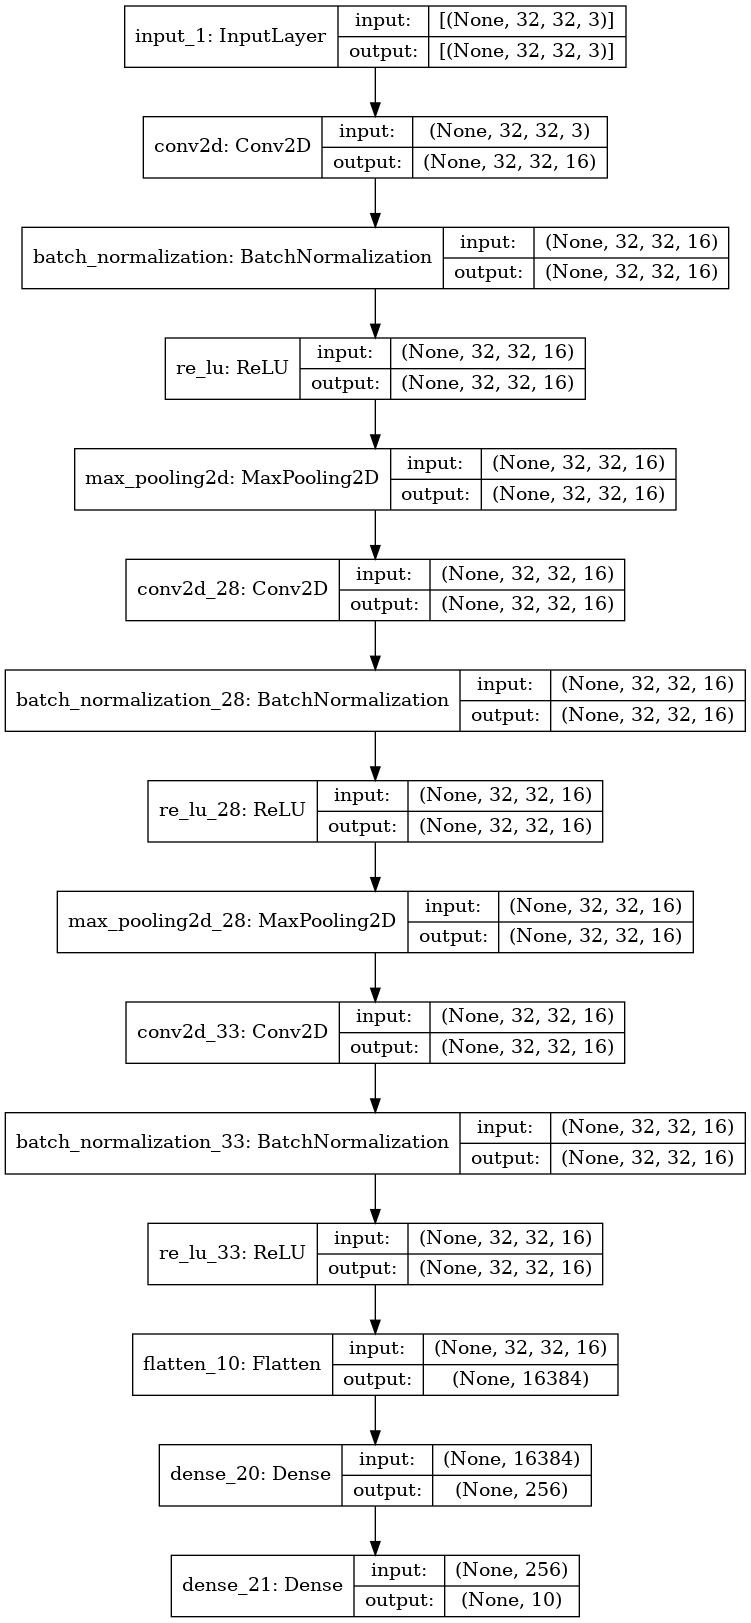 input_1: InputLayer
input:
[(None, 32, 32, 3)]
output:
[(None, 32, 32, 3)]
conv2d: Conv2D
input:
(None, 32, 32, 3)
output:
(None, 32, 32, 16)
batch_normalization: BatchNormalization
input:
(None, 32, 32, 16)
output:
(None, 32, 32, 16)
re_lu: ReLU
input:
(None, 32, 32, 16)
output:
(None, 32, 32, 16)
max_pooling2d: MaxPooling2D
input:
(None, 32, 32, 16)
output:
(None, 32, 32, 16)
conv2d_28: Conv2D
input:
(None, 32, 32, 16)
output:
(None, 32, 32, 16)
batch_normalization_28: BatchNormalization
input:
(None, 32, 32, 16)
output:
(None, 32, 32, 16)
re_lu_28: ReLU
input:
(None, 32, 32, 16)
output:
(None, 32, 32, 16)
max_pooling2d_28: MaxPooling2D
input:
(None, 32, 32, 16)
output:
(None, 32, 32, 16)
conv2d_33: Conv2D
input:
(None, 32, 32, 16)
output:
(None, 32, 32, 16)
batch_normalization_33: BatchNormalization
input:
(None, 32, 32, 16)
output:
(None, 32, 32, 16)
re_lu_33: ReLU
input:
(None, 32, 32, 16)
output:
(None, 32, 32, 16)
flatten_10: Flatten
input:
(None, 32, 32, 16)
output:
(None, 16384)
dense_20: Dense
input:
(None, 16384)
output:
(None, 256)
dense_21: Dense
input:
(None, 256)
output:
(None, 10)